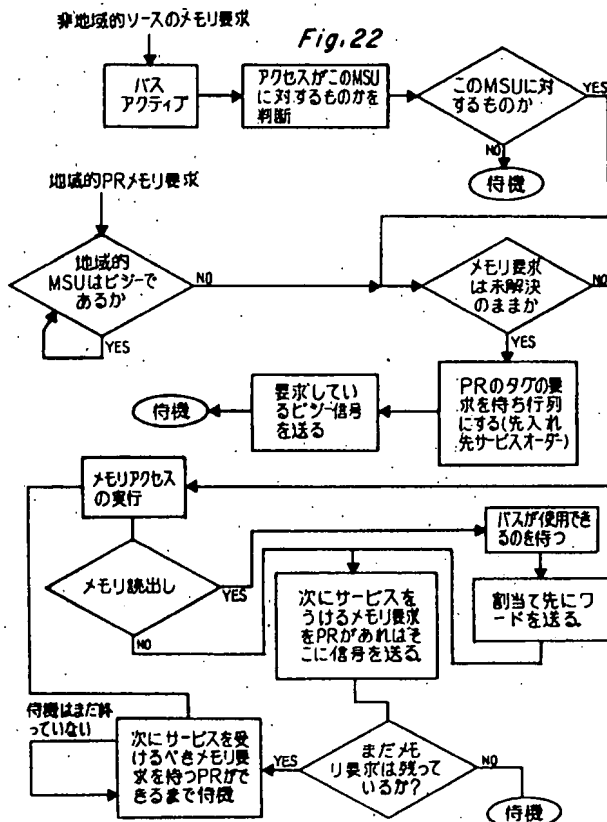 非地域的ソースのメモリ要求
Fig.22
バス
アクティブ
アクセスがこのMSU
に対するものかを
判断
このMSUに対
するものか
YES
NO
待機
地域的PRメモリ要求
地域的
MSUはビジーで
あるか
NO
YES
メモリ要求
は未解決
のままか
NO
YES
PRのタグの要
求を待ち行列
にする(先入れ
先サービスオーダー)
要求してい
るビジー信号
を送る
待機
メモリアクセス
の実行
メモリ読出し
YES
NO
バスが使用できる
のを待つ
割当て先にワ
ードを送る.
次にサービスを
うけるメモリ要求
をPRがあればそ
こに信号を送る.
まだメモ
リ要求は残って
いるか?
YES
NO
待機
次にサービスを受
けるべきメモリ要
求を持つPRがで
きるまで待機
待機はまだ終
っていない